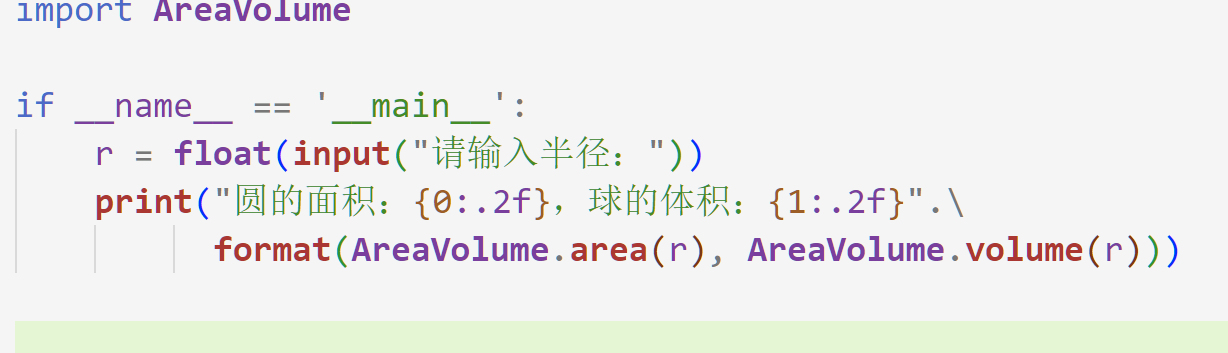 import AreaVolume
if __name__ == '__main__':
r = float(input("请输入半径："))
print("圆的面积：{0:.2f}，球的体积：{1:.2f}".\
format(AreaVolume.area(r), AreaVolume.volume(r)))